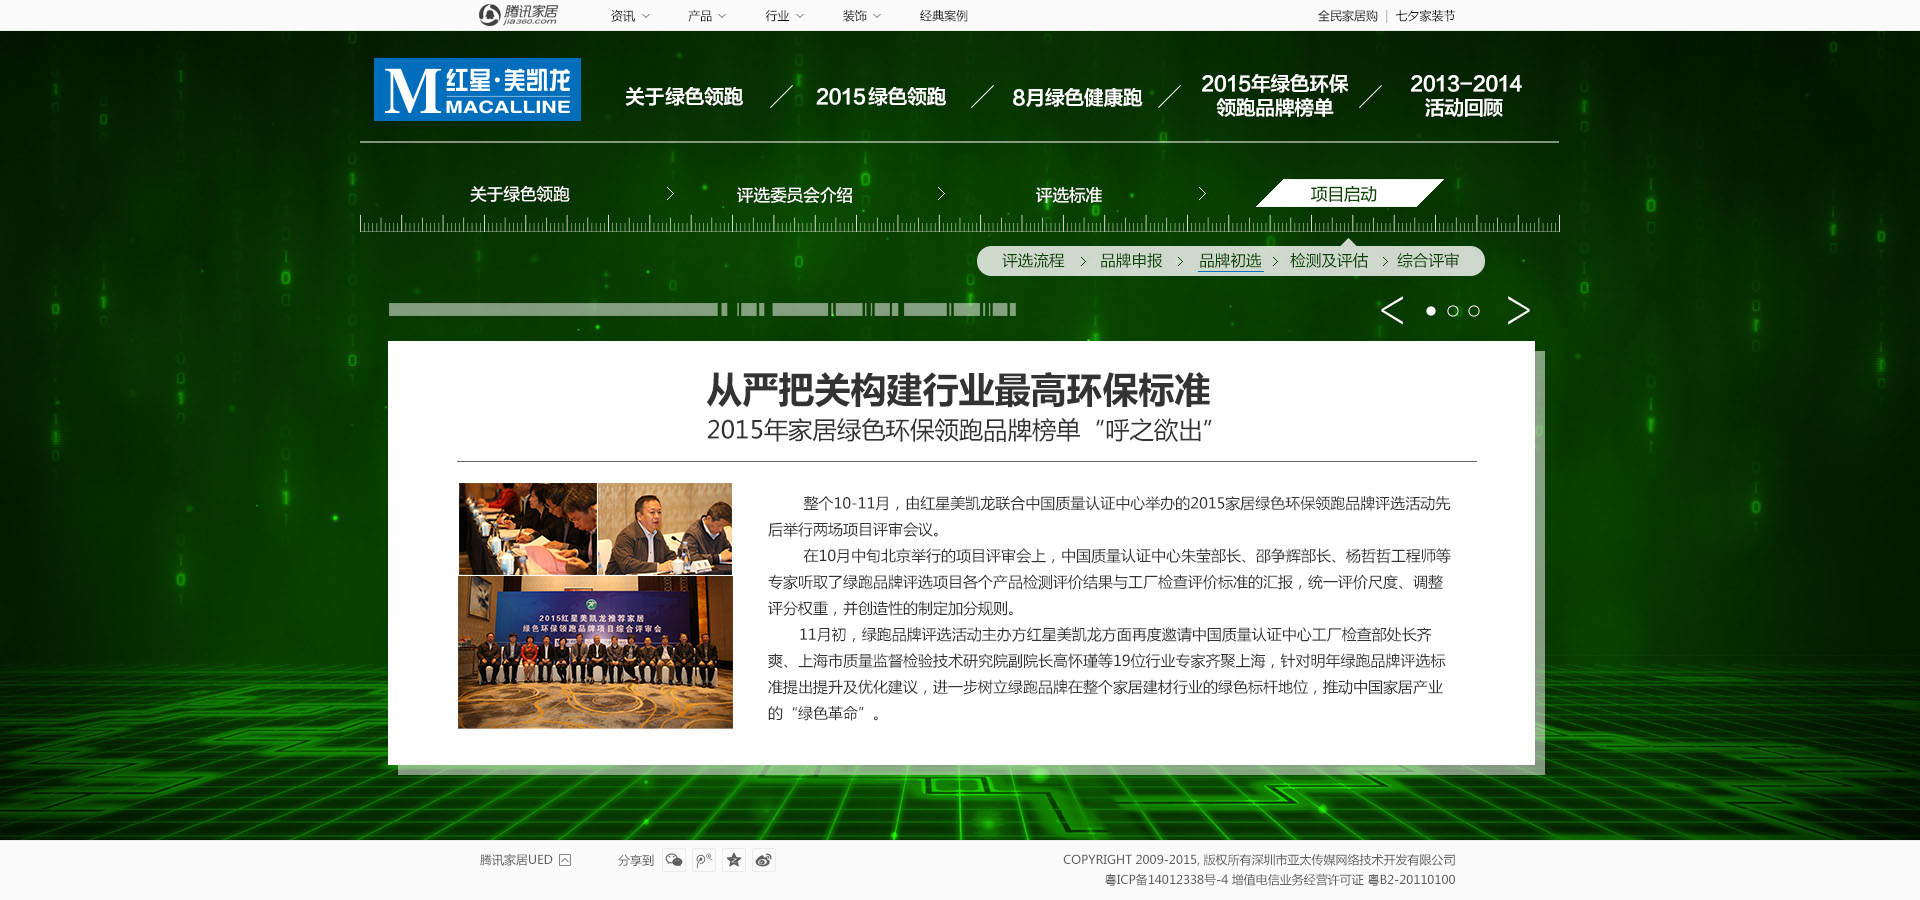 腾讯家居
jia360.com
资讯 产品 行业 装饰 经典案例
全民家居购 | 七夕家装节
M 红星·美凯龙
MACALLINE
关于绿色领跑
2015绿色领跑
8月绿色健康跑
2015年绿色环保
领跑品牌榜单
2013-2014
活动回顾
关于绿色领跑
评选委员会介绍
评选标准
项目启动
评选流程 > 品牌申报 > 品牌初选 > 检测及评估 > 综合评审
从严把关构建行业最高环保标准
2015年家居绿色环保领跑品牌榜单“呼之欲出”
2015红星美凯龙推荐家居
绿色环保领跑品牌项目综合评审会
整个10-11月，由红星美凯龙联合中国质量认证中心举办的2015家居绿色环保领跑品牌评选活动先
后举行两场项目评审会议。
在10月中旬北京举行的项目评审会上，中国质量认证中心朱莹部长、邵争辉部长、杨哲哲工程师等
专家听取了绿跑品牌评选项目各个产品检测评价结果与工厂检查评价标准的汇报，统一评价尺度、调整
评分权重，并创造性的制定加分规则。
11月初，绿跑品牌评选活动主办方红星美凯龙方面再度邀请中国质量认证中心工厂检查部处长齐
爽、上海市质量监督检验技术研究院副院长高怀瑾等19位行业专家齐聚上海，针对明年绿跑品牌评选标
准提出提升及优化建议，进一步树立绿跑品牌在整个家居建材行业的绿色标杆地位，推动中国家居产业
的“绿色革命”。
腾讯家居UED
分享到
COPYRIGHT 2009-2015, 版权所有深圳市亚太传媒网络技术开发有限公司
粤ICP备14012338号-4 增值电信业务经营许可证 粤B2-20110100